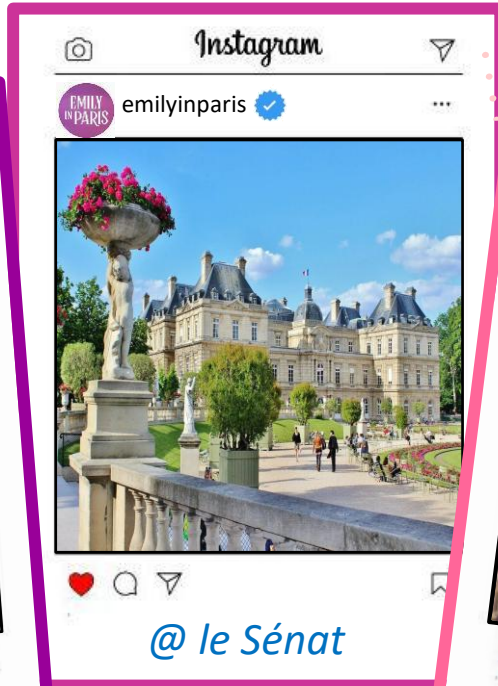 Instagram
EMILY
IN PARIS
emilyinparis
@ le Sénat